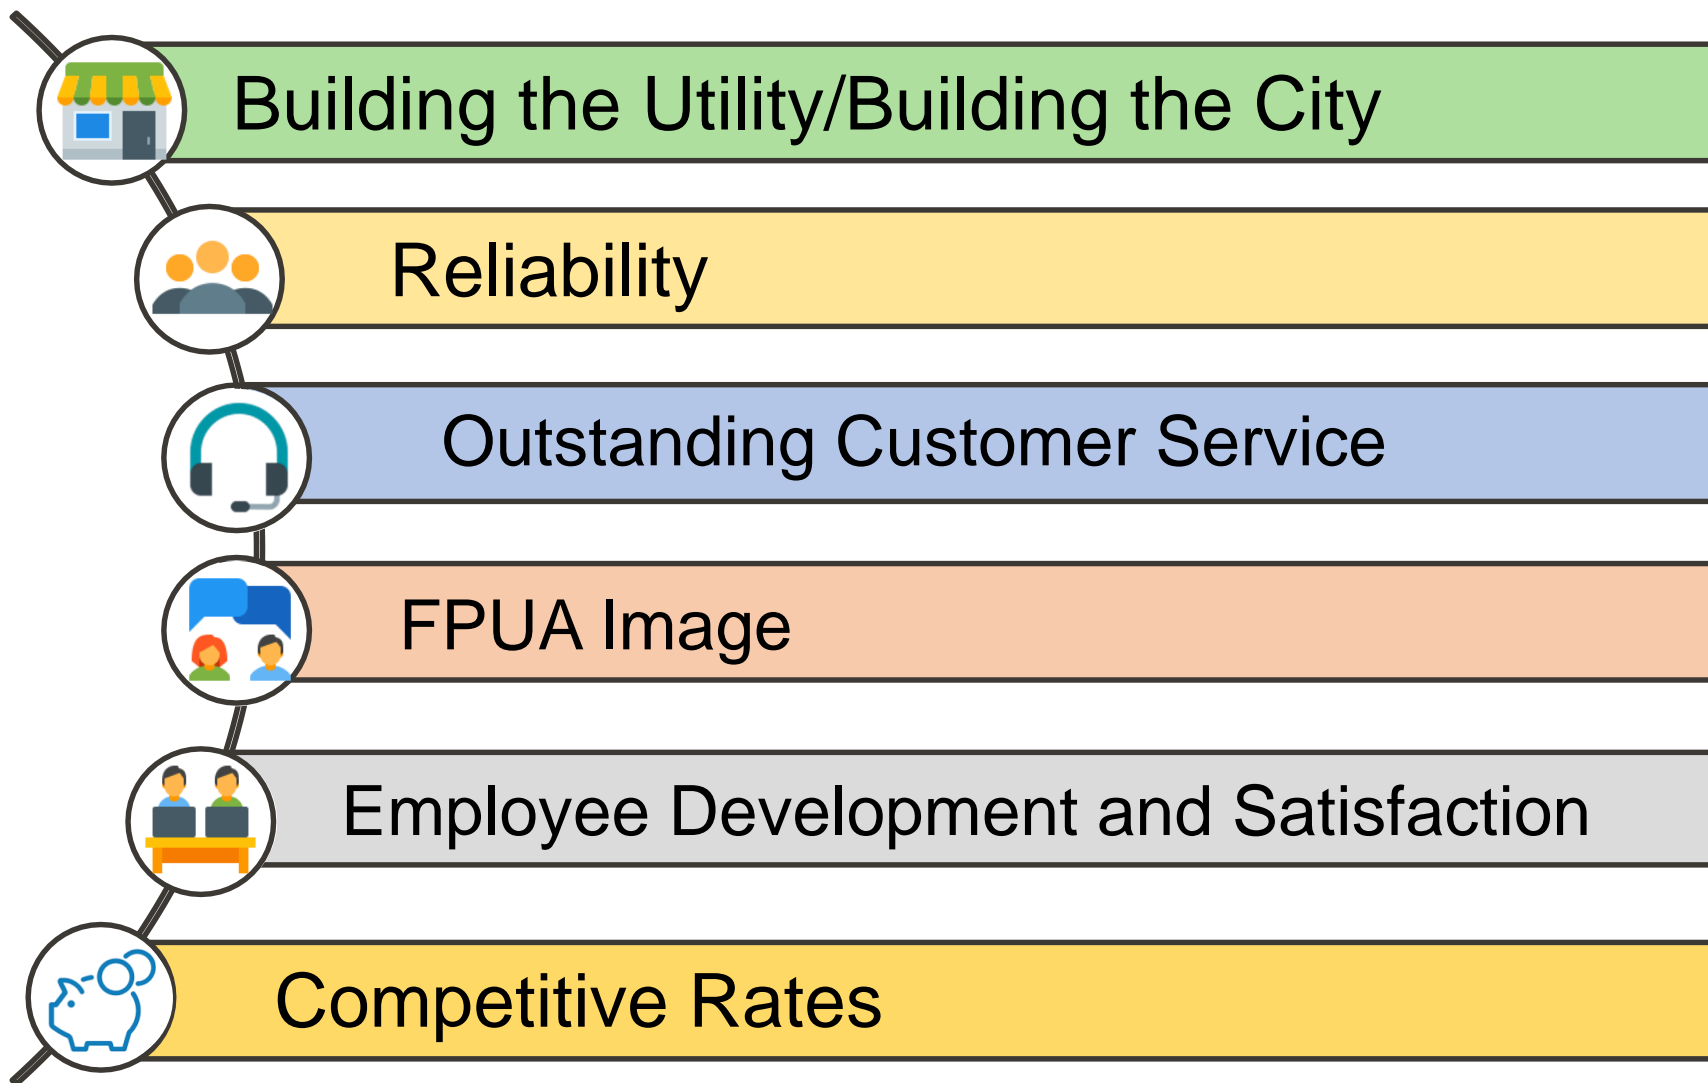 Building the Utility/Building the City
Reliability
Outstanding Customer Service
FPUA Image
Employee Development and Satisfaction
Competitive Rates